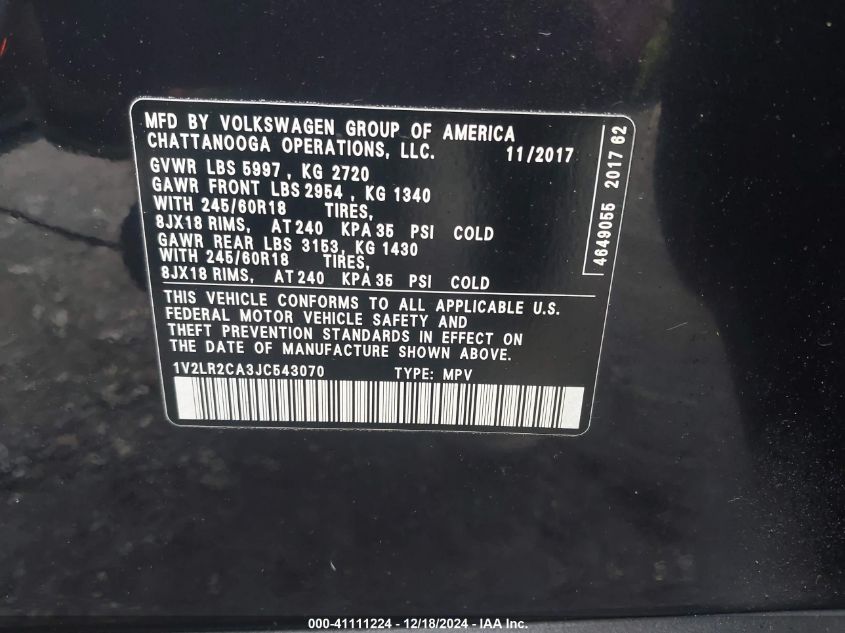 MFD BY VOLKSWAGEN GROUP OF AMERICA
CHATTANOOGA OPERATIONS, LLC. 11/2017
GVWR LBS 5997 , KG 2720
GAWR FRONT LBS 2954 , KG 1340
WITH 245/60R18 TIRES,
8JX18 RIMS, AT 240 KPA 35 PSI COLD
GAWR REAR LBS 3153, KG 1430
WITH 245/60R18 TIRES,
8JX18 RIMS, AT 240 KPA 35 PSI COLD
4649055 2017 62
THIS VEHICLE CONFORMS TO ALL APPLICABLE U.S.
FEDERAL MOTOR VEHICLE SAFETY AND
THEFT PREVENTION STANDARDS IN EFFECT ON
THE DATE OF MANUFACTURE SHOWN ABOVE.
1V2LR2CA3JC543070 TYPE: MPV
000-41111224 - 12/18/2024 - IAA Inc.